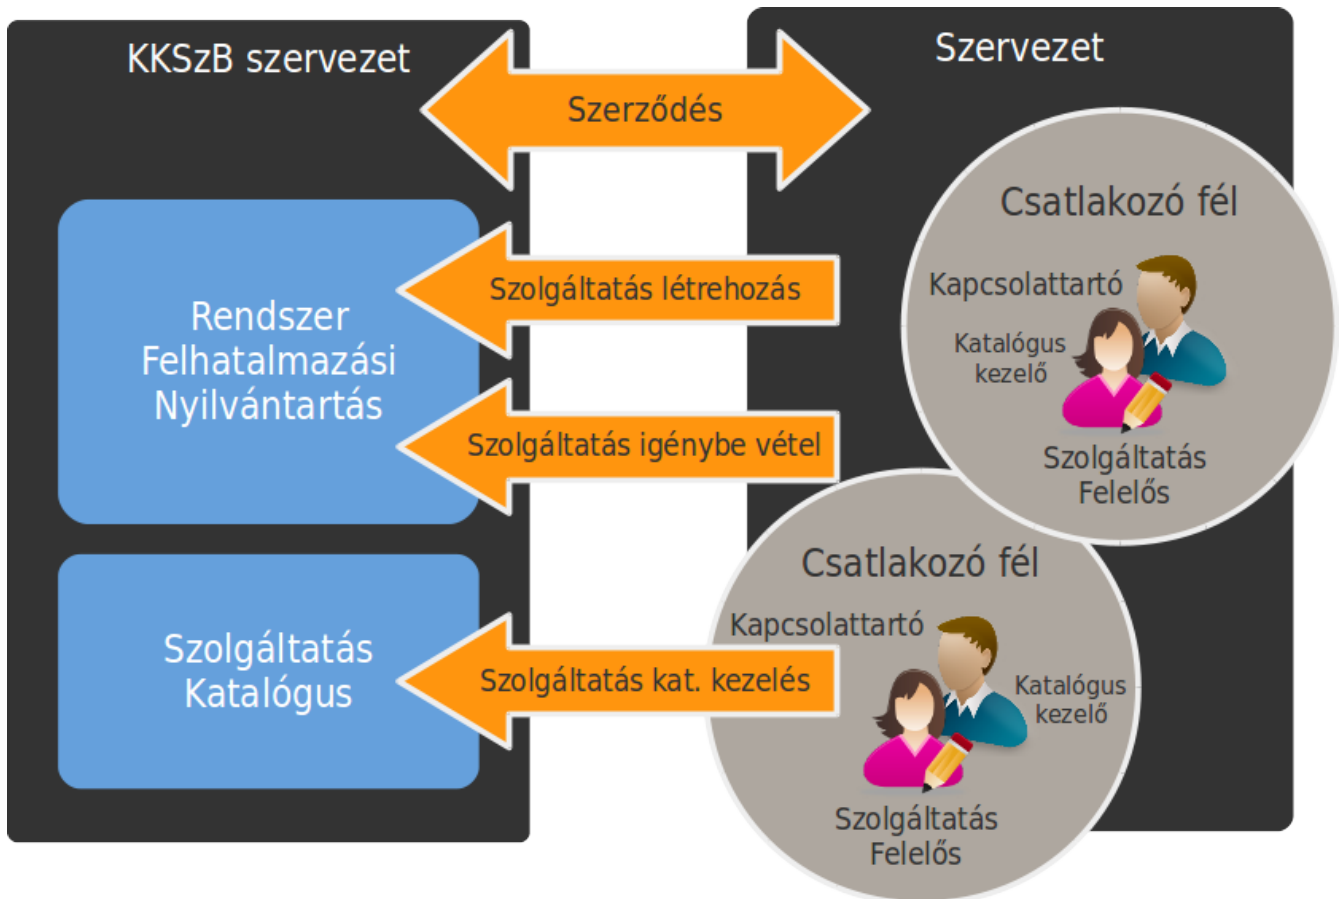 KKSzB szervezet
Szervezet
Szerződés
Csatlakozó fél
Kapcsolattartó
Katalógus
kezelő
Szolgáltatás
Felelős
Szolgáltatás létrehozás
Rendszer
Felhatalmazási
Nyilvántartás
Szolgáltatás igénybe vétel
Csatlakozó fél
Kapcsolattartó
Katalógus
kezelő
Szolgáltatás
Felelős
Szolgáltatás
Katalógus
Szolgáltatás kat. kezelés